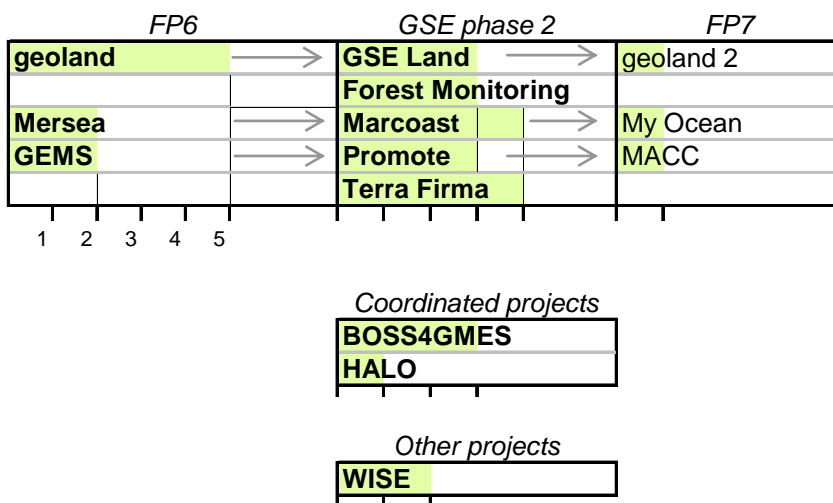 FP6 GSE phase 2 FP7
geoland GSE Land geoland 2
Forest Monitoring
Mersea Marcoast My Ocean
GEMS Promote MACC
Terra Firma
1 2 3 4 5
Coordinated projects
BOSS4GMES
HALO
Other projects
WISE